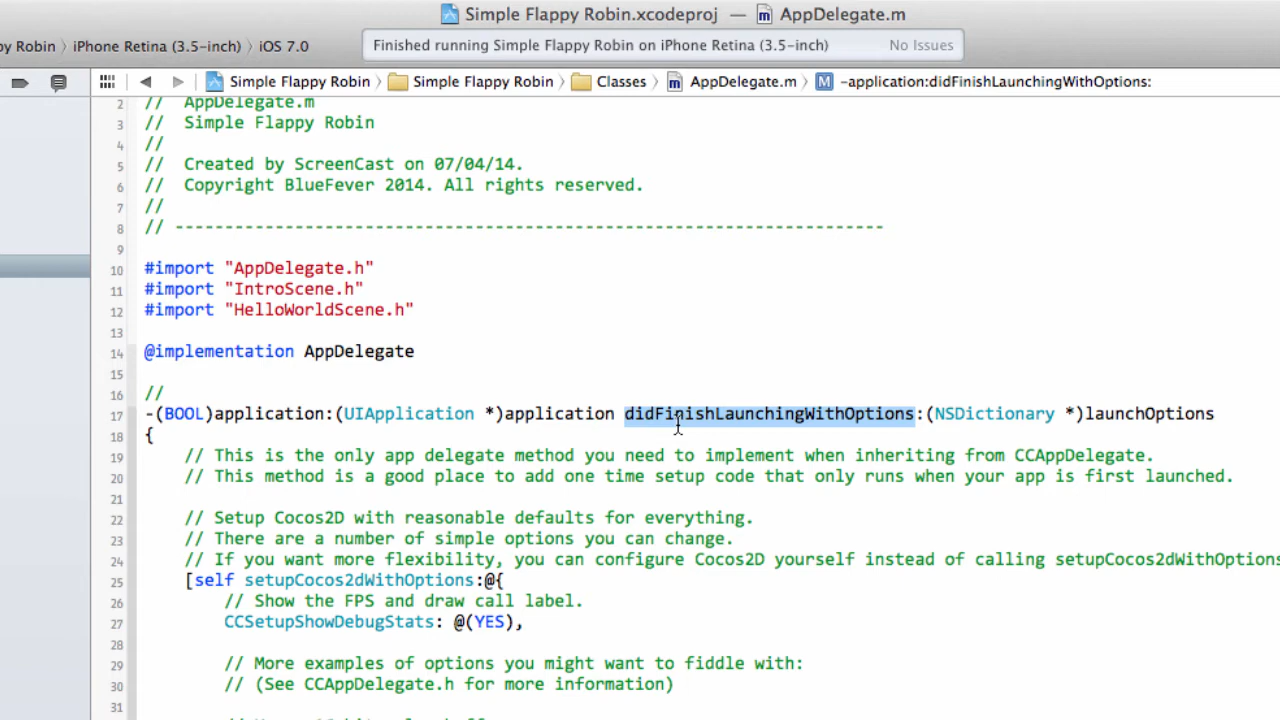 Simple Flappy Robin.xcodeproj — AppDelegate.m
py Robin 〉 iPhone Retina (3.5-inch) 〉 iOS 7.0
Finished running Simple Flappy Robin on iPhone Retina (3.5-inch) No Issues
Simple Flappy Robin 〉 Simple Flappy Robin 〉 Classes 〉 AppDelegate.m 〉 M -application:didFinishLaunchingWithOptions:
2 // AppDelegate.m
3 // Simple Flappy Robin
4 //
5 // Created by ScreenCast on 07/04/14.
6 // Copyright BlueFever 2014. All rights reserved.
7 //
8 // -----------------------------------------------------------------------
9
10 #import "AppDelegate.h"
11 #import "IntroScene.h"
12 #import "HelloWorldScene.h"
13
14 @implementation AppDelegate
15
16 //
17 -(BOOL)application:(UIApplication *)application didFinishLaunchingWithOptions:(NSDictionary *)launchOptions
18 {
19 // This is the only app delegate method you need to implement when inheriting from CCAppDelegate.
20 // This method is a good place to add one time setup code that only runs when your app is first launched.
21
22 // Setup Cocos2D with reasonable defaults for everything.
23 // There are a number of simple options you can change.
24 // If you want more flexibility, you can configure Cocos2D yourself instead of calling setupCocos2dWithOptions
25 [self setupCocos2dWithOptions:@{
26 // Show the FPS and draw call label.
27 CCSetupShowDebugStats: @(YES),
28
29 // More examples of options you might want to fiddle with:
30 // (See CCAppDelegate.h for more information)
31